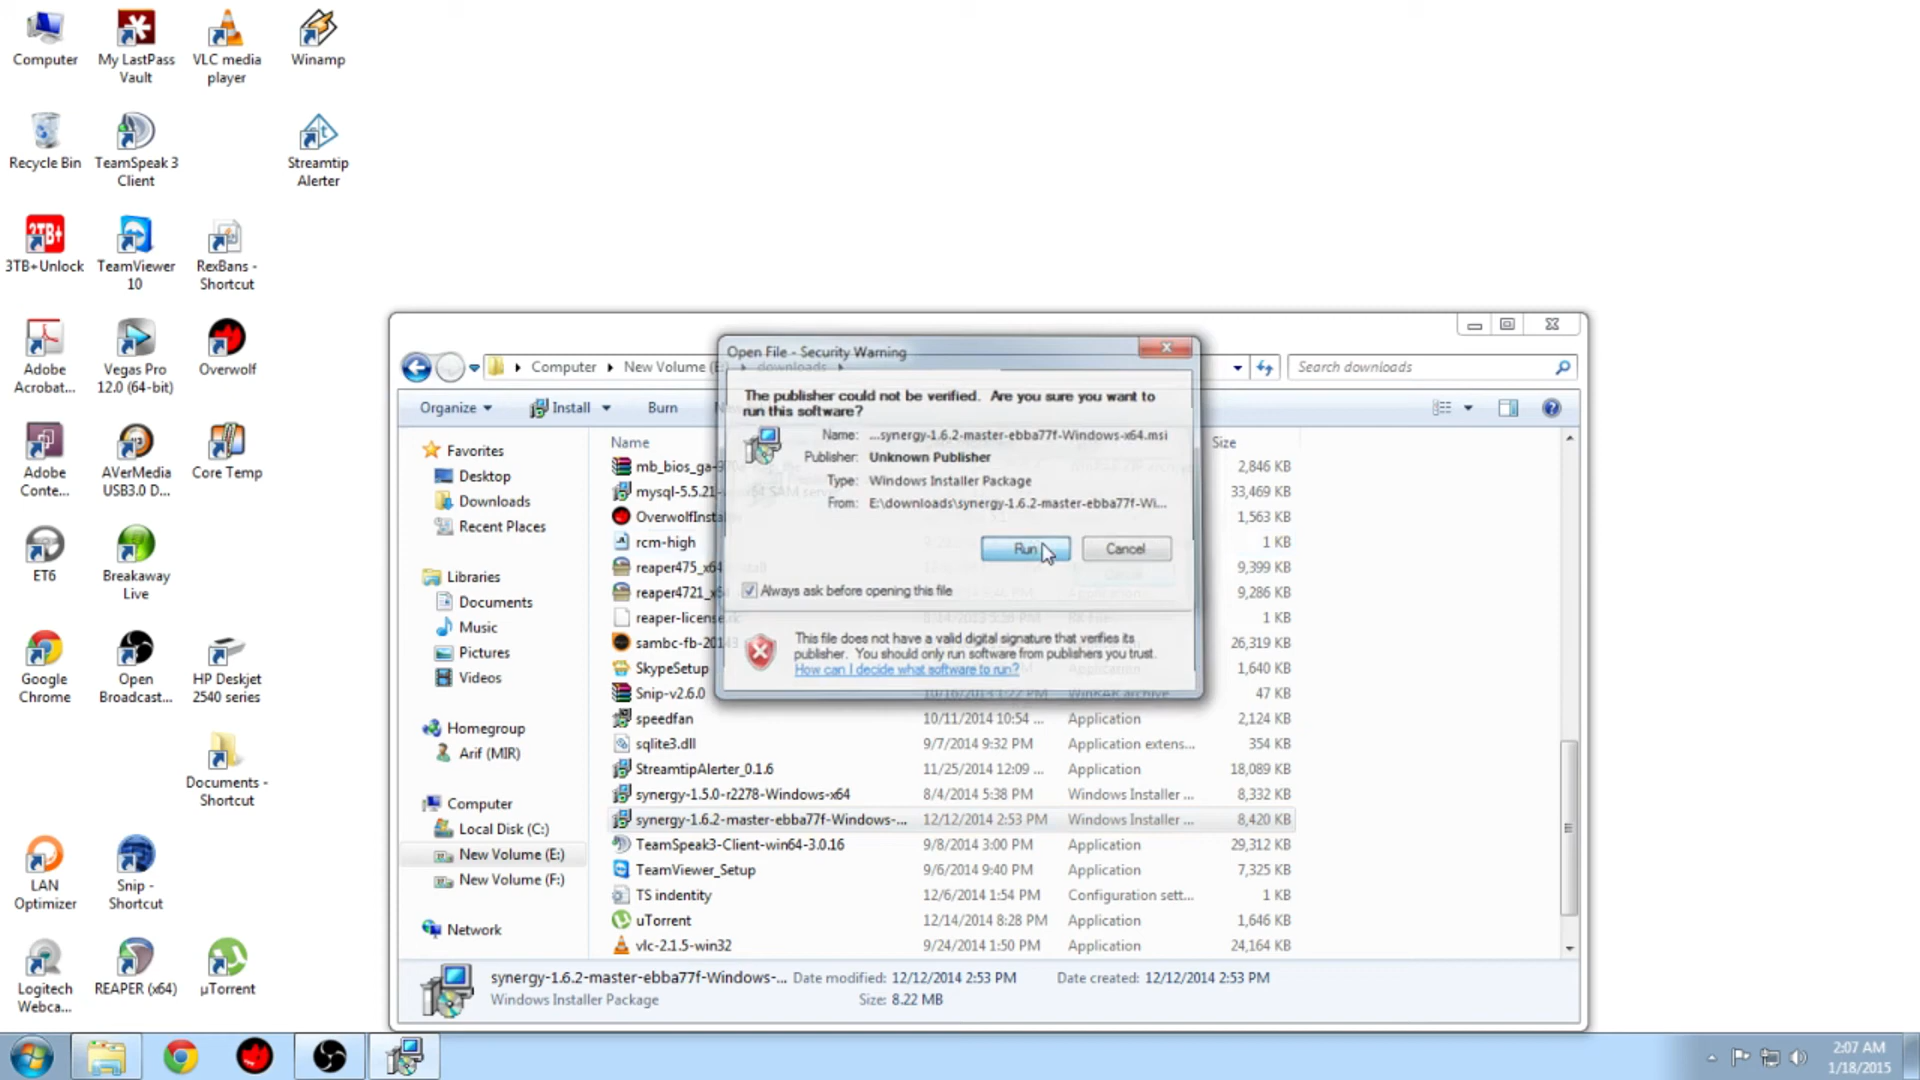 Computer
My LastPass
Vault
VLC media
player
Winamp
Recycle Bin
TeamSpeak 3
Client
Streamtip
Alerter
3TB+
3TB+Unlock
TeamViewer
10
RexBans -
Shortcut
Adobe
Acrobat...
Vegas Pro
12.0 (64-bit)
Overwolf
Adobe
Conte...
AVerMedia
USB3.0 D...
Core Temp
ET6
Breakaway
Live
Google
Chrome
Open
Broadcast...
HP Deskjet
2540 series
Documents -
Shortcut
LAN
Optimizer
Snip -
Shortcut
Logitech
Webca...
REAPER (x64)
µTorrent
Computer
New Volume (E:)
downloads
Search downloads
Organize
Install
Burn
Favorites
Desktop
Downloads
Recent Places
Libraries
Documents
Music
Pictures
Videos
Homegroup
Arif (MIR)
Computer
Local Disk (C:)
New Volume (E:)
New Volume (F:)
Network
Name
Size
mb_bios_ga-
2,846 KB
mysql-5.5.21-
33,469 KB
OverwolfInsta
1,563 KB
rcm-high
1 KB
reaper475_x64
9,399 KB
reaper4721_x64
9,286 KB
reaper-license.rk
1 KB
sambc-fb-20143
26,319 KB
SkypeSetup
1,640 KB
Snip-v2.6.0
10/16/2013 1:22 PM
WinRAR archive
47 KB
speedfan
10/11/2014 10:54 ...
Application
2,124 KB
sqlite3.dll
9/7/2014 9:32 PM
Application extens...
354 KB
StreamtipAlerter_0.1.6
11/25/2014 12:09 ...
Application
18,089 KB
synergy-1.5.0-r2278-Windows-x64
8/4/2014 5:38 PM
Windows Installer ...
8,332 KB
synergy-1.6.2-master-ebba77f-Windows-...
12/12/2014 2:53 PM
Windows Installer ...
8,420 KB
TeamSpeak3-Client-win64-3.0.16
9/8/2014 3:00 PM
Application
29,312 KB
TeamViewer_Setup
9/6/2014 9:40 PM
Application
7,325 KB
TS indentity
12/6/2014 1:54 PM
Configuration sett...
1 KB
uTorrent
12/14/2014 8:28 PM
Application
1,646 KB
vlc-2.1.5-win32
9/24/2014 1:50 PM
Application
24,164 KB
Open File - Security Warning
The publisher could not be verified. Are you sure you want to
run this software?
Name: ...synergy-1.6.2-master-ebba77f-Windows-x64.msi
Publisher: Unknown Publisher
Type: Windows Installer Package
From: E:\downloads\synergy-1.6.2-master-ebba77f-Wi...
Run
Cancel
Always ask before opening this file
This file does not have a valid digital signature that verifies its
publisher. You should only run software from publishers you trust.
How can I decide what software to run?
synergy-1.6.2-master-ebba77f-Windows-... Date modified: 12/12/2014 2:53 PM Date created: 12/12/2014 2:53 PM
Windows Installer Package Size: 8.22 MB
2:07 AM
1/18/2015